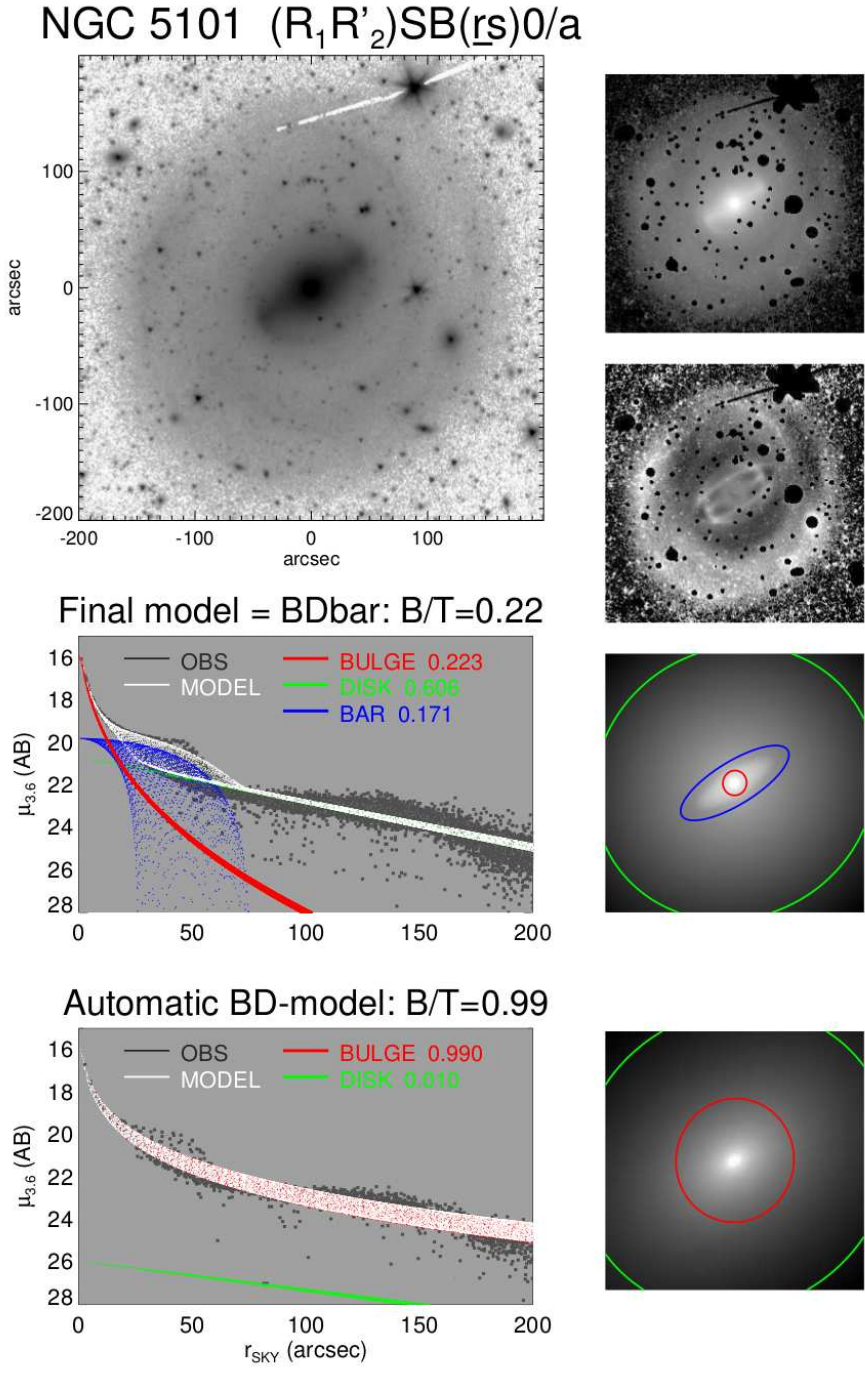 NGC 5101 (R₁R’₂)SB(r̲s)0/a
100
0
-100
-200
arcsec
-200 -100 0 100
arcsec
Final model = BDbar: B/T=0.22
OBS
MODEL
BULGE 0.223
DISK 0.606
BAR 0.171
16
18
20
22
24
26
28
μ₃.₆ (AB)
0 50 100 150 200
Automatic BD-model: B/T=0.99
OBS
MODEL
BULGE 0.990
DISK 0.010
16
18
20
22
24
26
28
μ₃.₆ (AB)
0 50 100 150 200
r_SKY (arcsec)